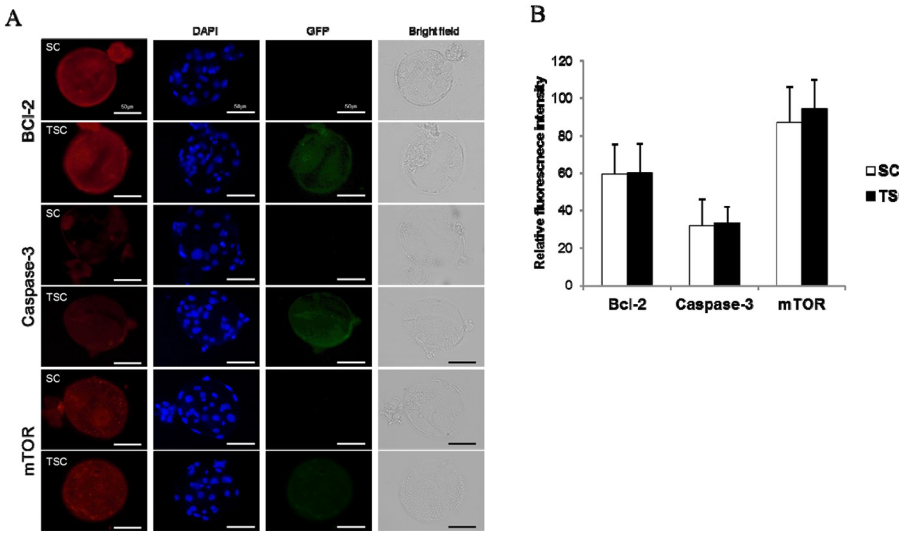 A
DAPI
GFP
Bright field
BCl-2
SC
50μm
50μm
50μm
TSC
Caspase-3
SC
TSC
mTOR
SC
TSC
B
Relative fluorescnece intensity
120
100
80
60
40
20
0
Bcl-2 Caspase-3 mTOR
SC
TSC